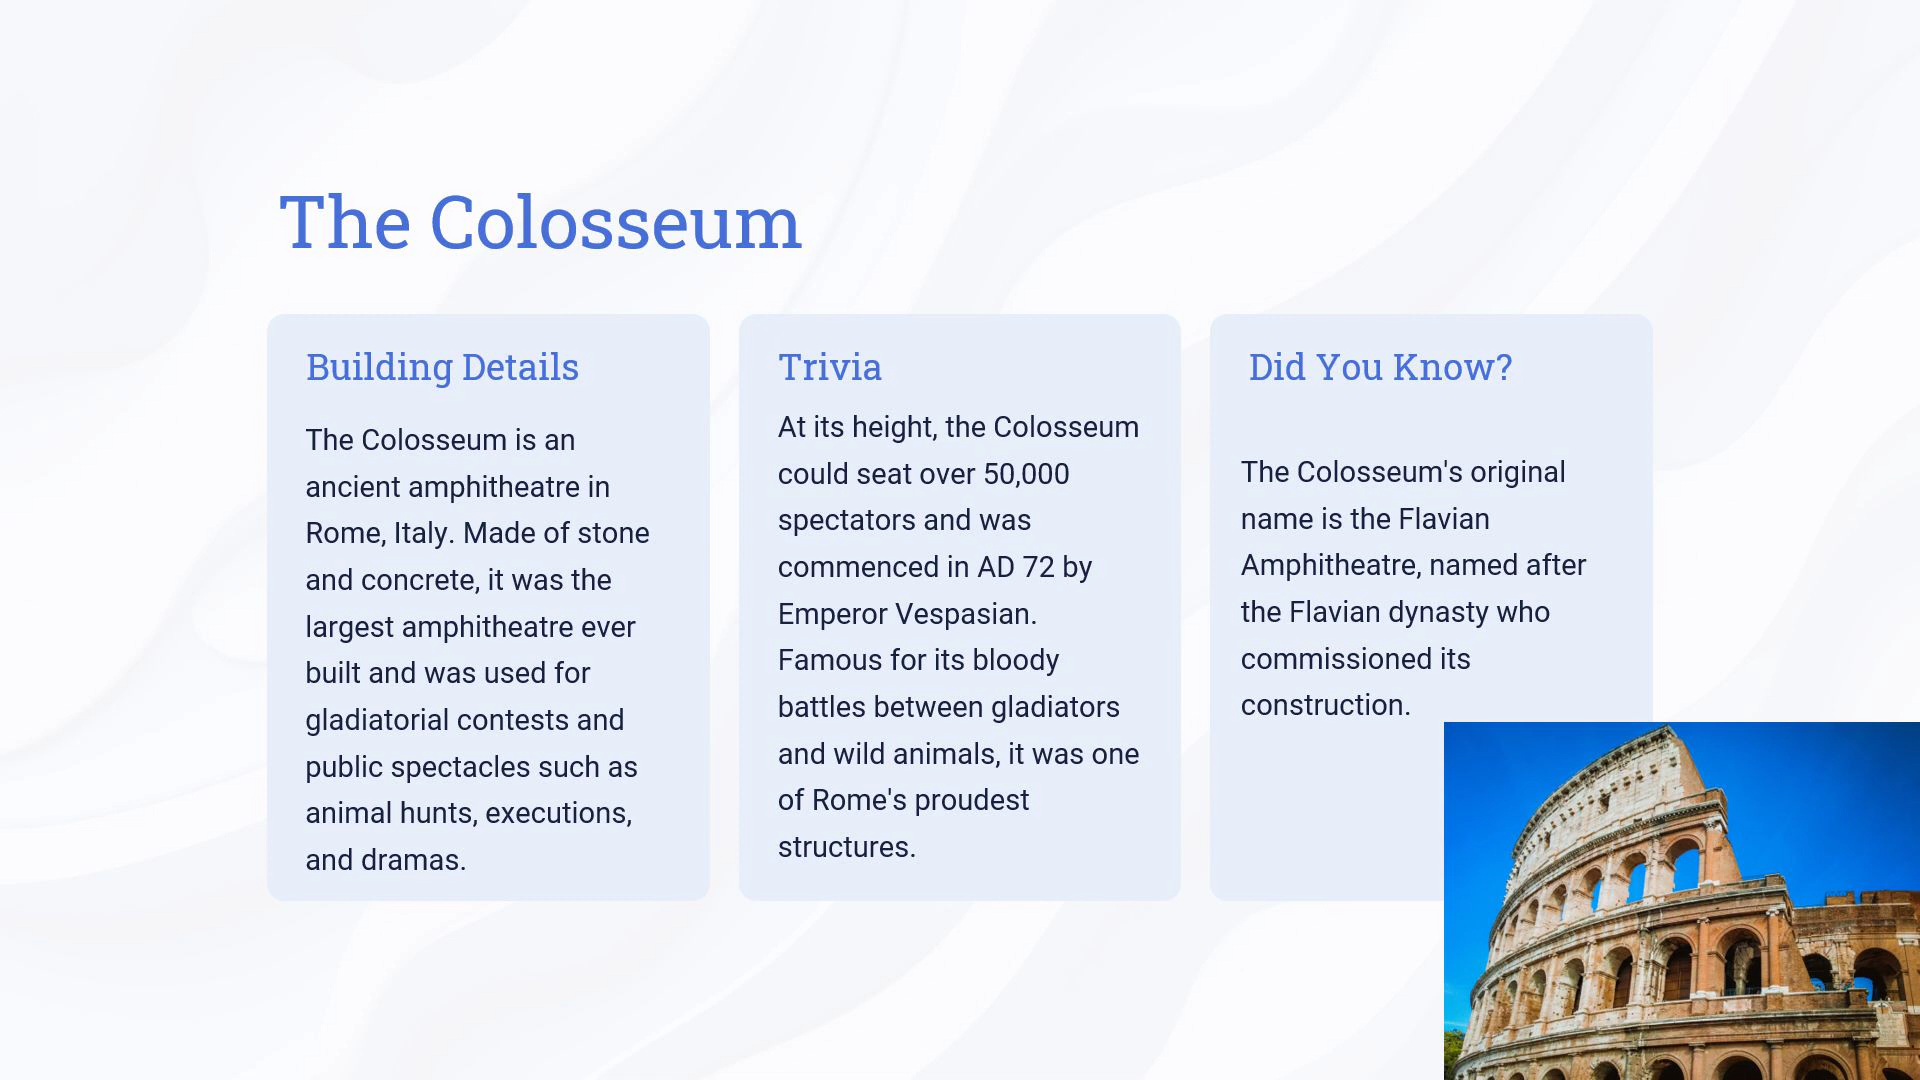 The Colosseum
Building Details
The Colosseum is an
ancient amphitheatre in
Rome, Italy. Made of stone
and concrete, it was the
largest amphitheatre ever
built and was used for
gladiatorial contests and
public spectacles such as
animal hunts, executions,
and dramas.
Trivia
At its height, the Colosseum
could seat over 50,000
spectators and was
commenced in AD 72 by
Emperor Vespasian.
Famous for its bloody
battles between gladiators
and wild animals, it was one
of Rome's proudest
structures.
Did You Know?
The Colosseum's original
name is the Flavian
Amphitheatre, named after
the Flavian dynasty who
commissioned its
construction.